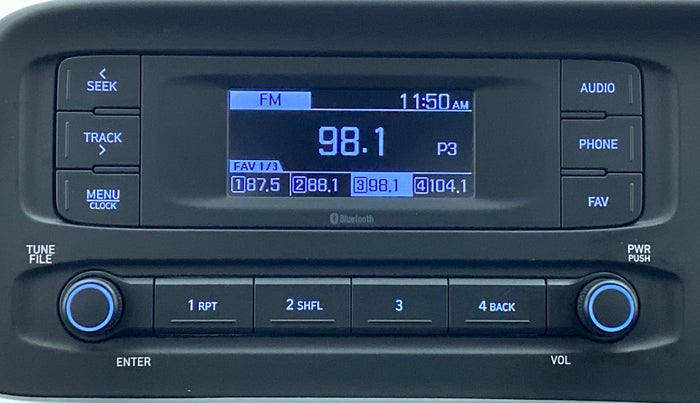 < SEEK
FM
11:50 AM
AUDIO
TRACK >
98.1
P3
PHONE
FAV 1/3
1 87.5 2 88.1 3 98.1 4 104.1
MENU
CLOCK
FAV
Bluetooth
TUNE
FILE
PWR
PUSH
1 RPT
2 SHFL
3
4 BACK
ENTER
VOL